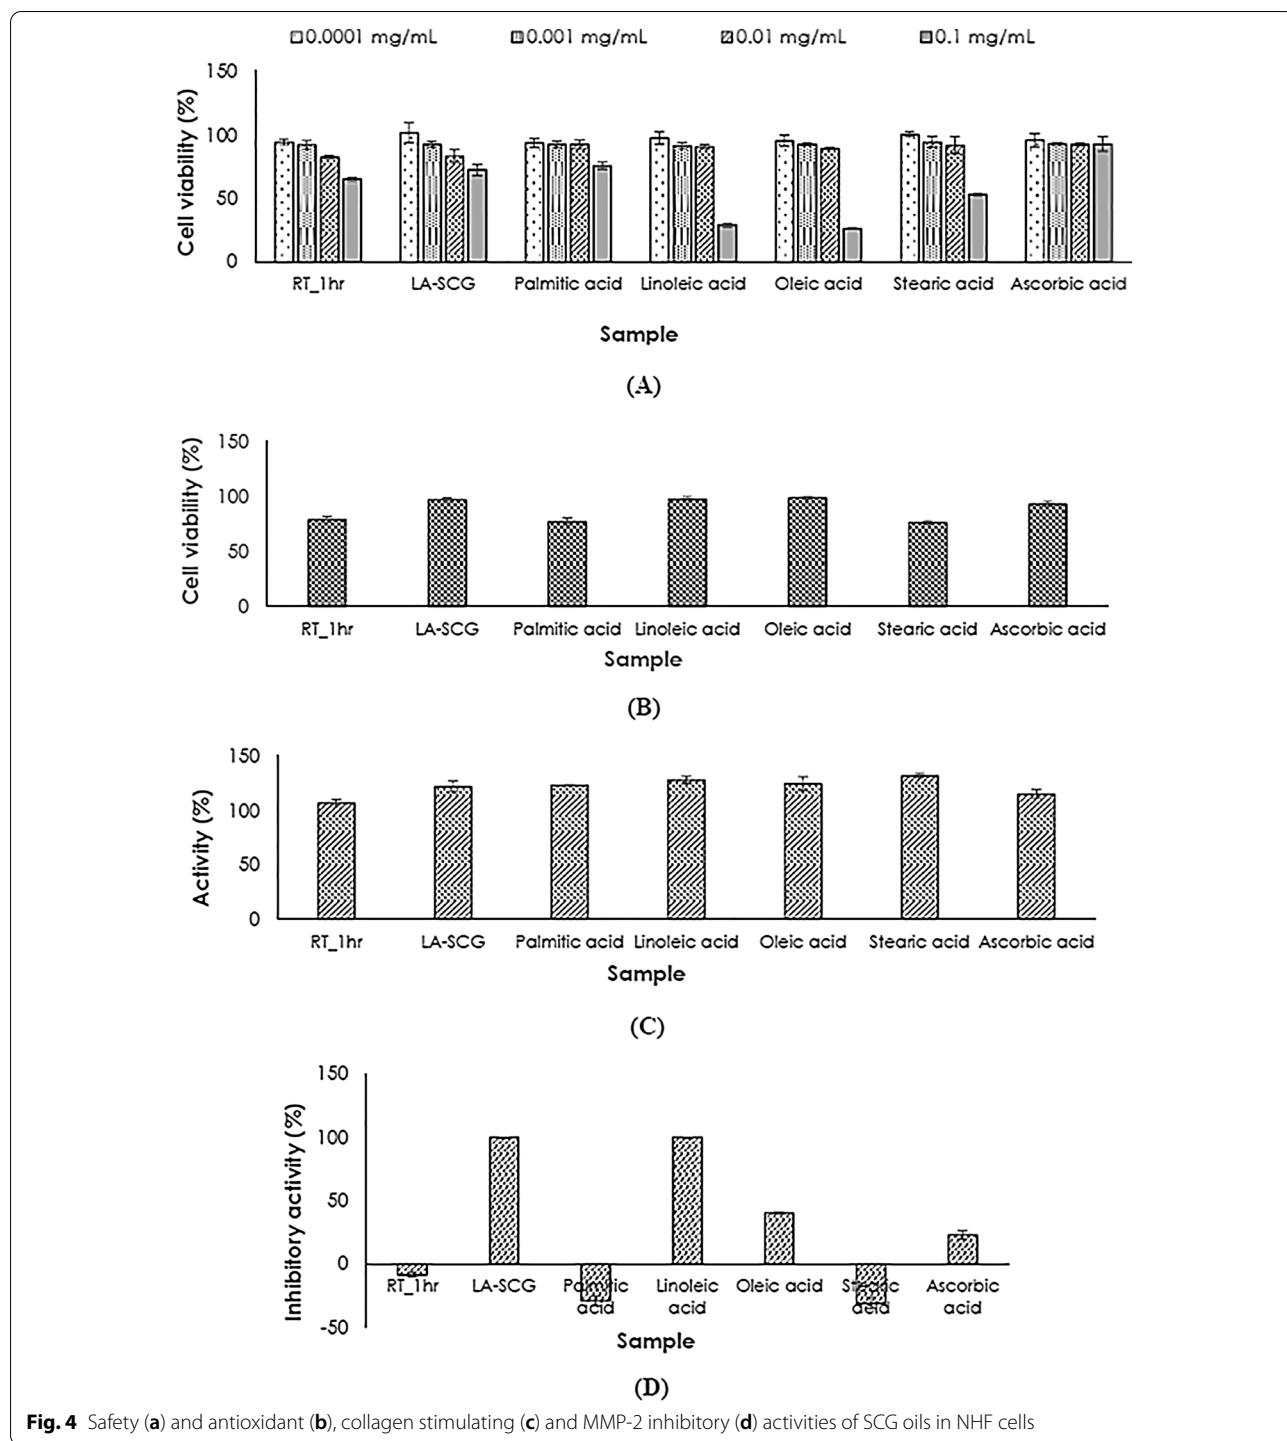 0.0001 mg/mL 0.001 mg/mL 0.01 mg/mL 0.1 mg/mL
150
100
50
0
Cell viability (%)
RT_1hr LA-SCG Palmitic acid Linoleic acid Oleic acid Stearic acid Ascorbic acid
Sample
(A)
150
100
50
0
Cell viability (%)
RT_1hr LA-SCG Palmitic acid Linoleic acid Oleic acid Stearic acid Ascorbic acid
Sample
(B)
150
100
50
0
Activity (%)
RT_1hr LA-SCG Palmitic acid Linoleic acid Oleic acid Stearic acid Ascorbic acid
Sample
(C)
150
100
50
0
-50
Inhibitory activity (%)
RT_1hr LA-SCG Palmitic Linoleic Oleic acid Stearic Ascorbic
acid acid acid acid
Sample
(D)
Fig. 4 Safety (a) and antioxidant (b), collagen stimulating (c) and MMP-2 inhibitory (d) activities of SCG oils in NHF cells